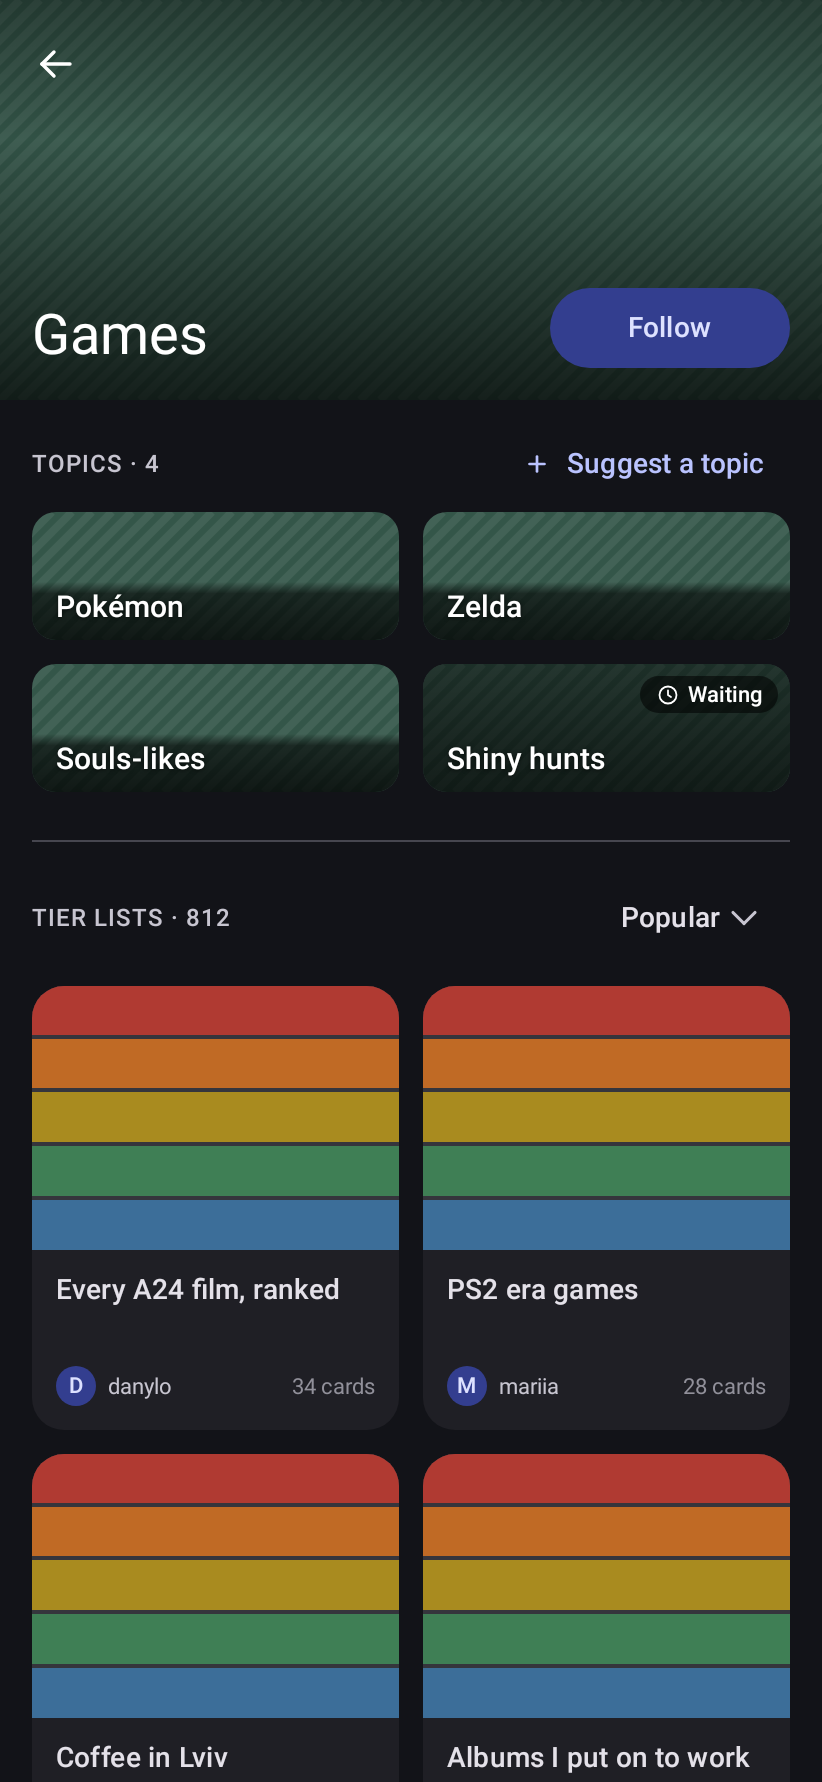 Games
Follow
TOPICS · 4
+ Suggest a topic
Pokémon
Zelda
Souls-likes
Waiting
Shiny hunts
TIER LISTS · 812
Popular
Every A24 film, ranked
D danylo 34 cards
PS2 era games
M mariia 28 cards
Coffee in Lviv
Albums I put on to work